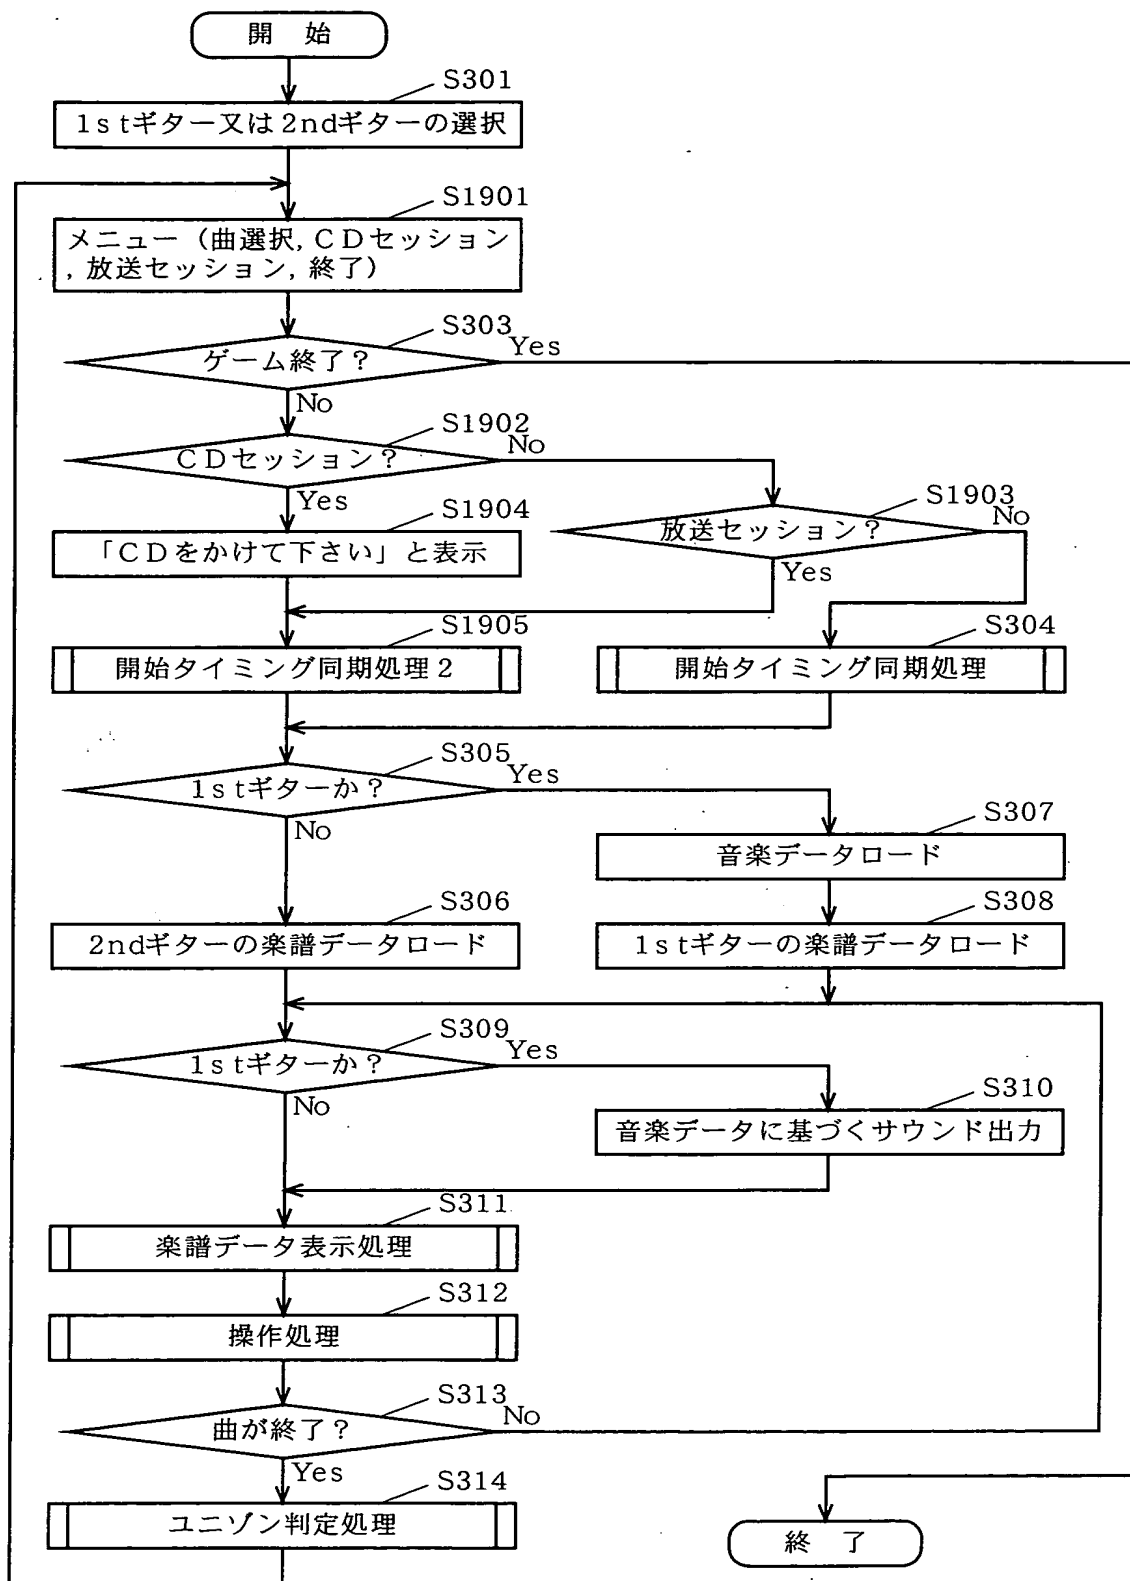 開 始
S301
1stギター又は2ndギターの選択
S1901
メニュー（曲選択,CDセッション
,放送セッション,終了）
S303
ゲーム終了？
Yes
No
S1902
CDセッション？
No
Yes
S1903
放送セッション？
No
Yes
S1904
「CDをかけて下さい」と表示
S1905
開始タイミング同期処理2
S304
開始タイミング同期処理
S305
1stギターか？
Yes
No
S307
音楽データロード
S306
2ndギターの楽譜データロード
S308
1stギターの楽譜データロード
S309
1stギターか？
Yes
No
S310
音楽データに基づくサウンド出力
S311
楽譜データ表示処理
S312
操作処理
S313
曲が終了？
No
Yes
S314
ユニゾン判定処理
終 了